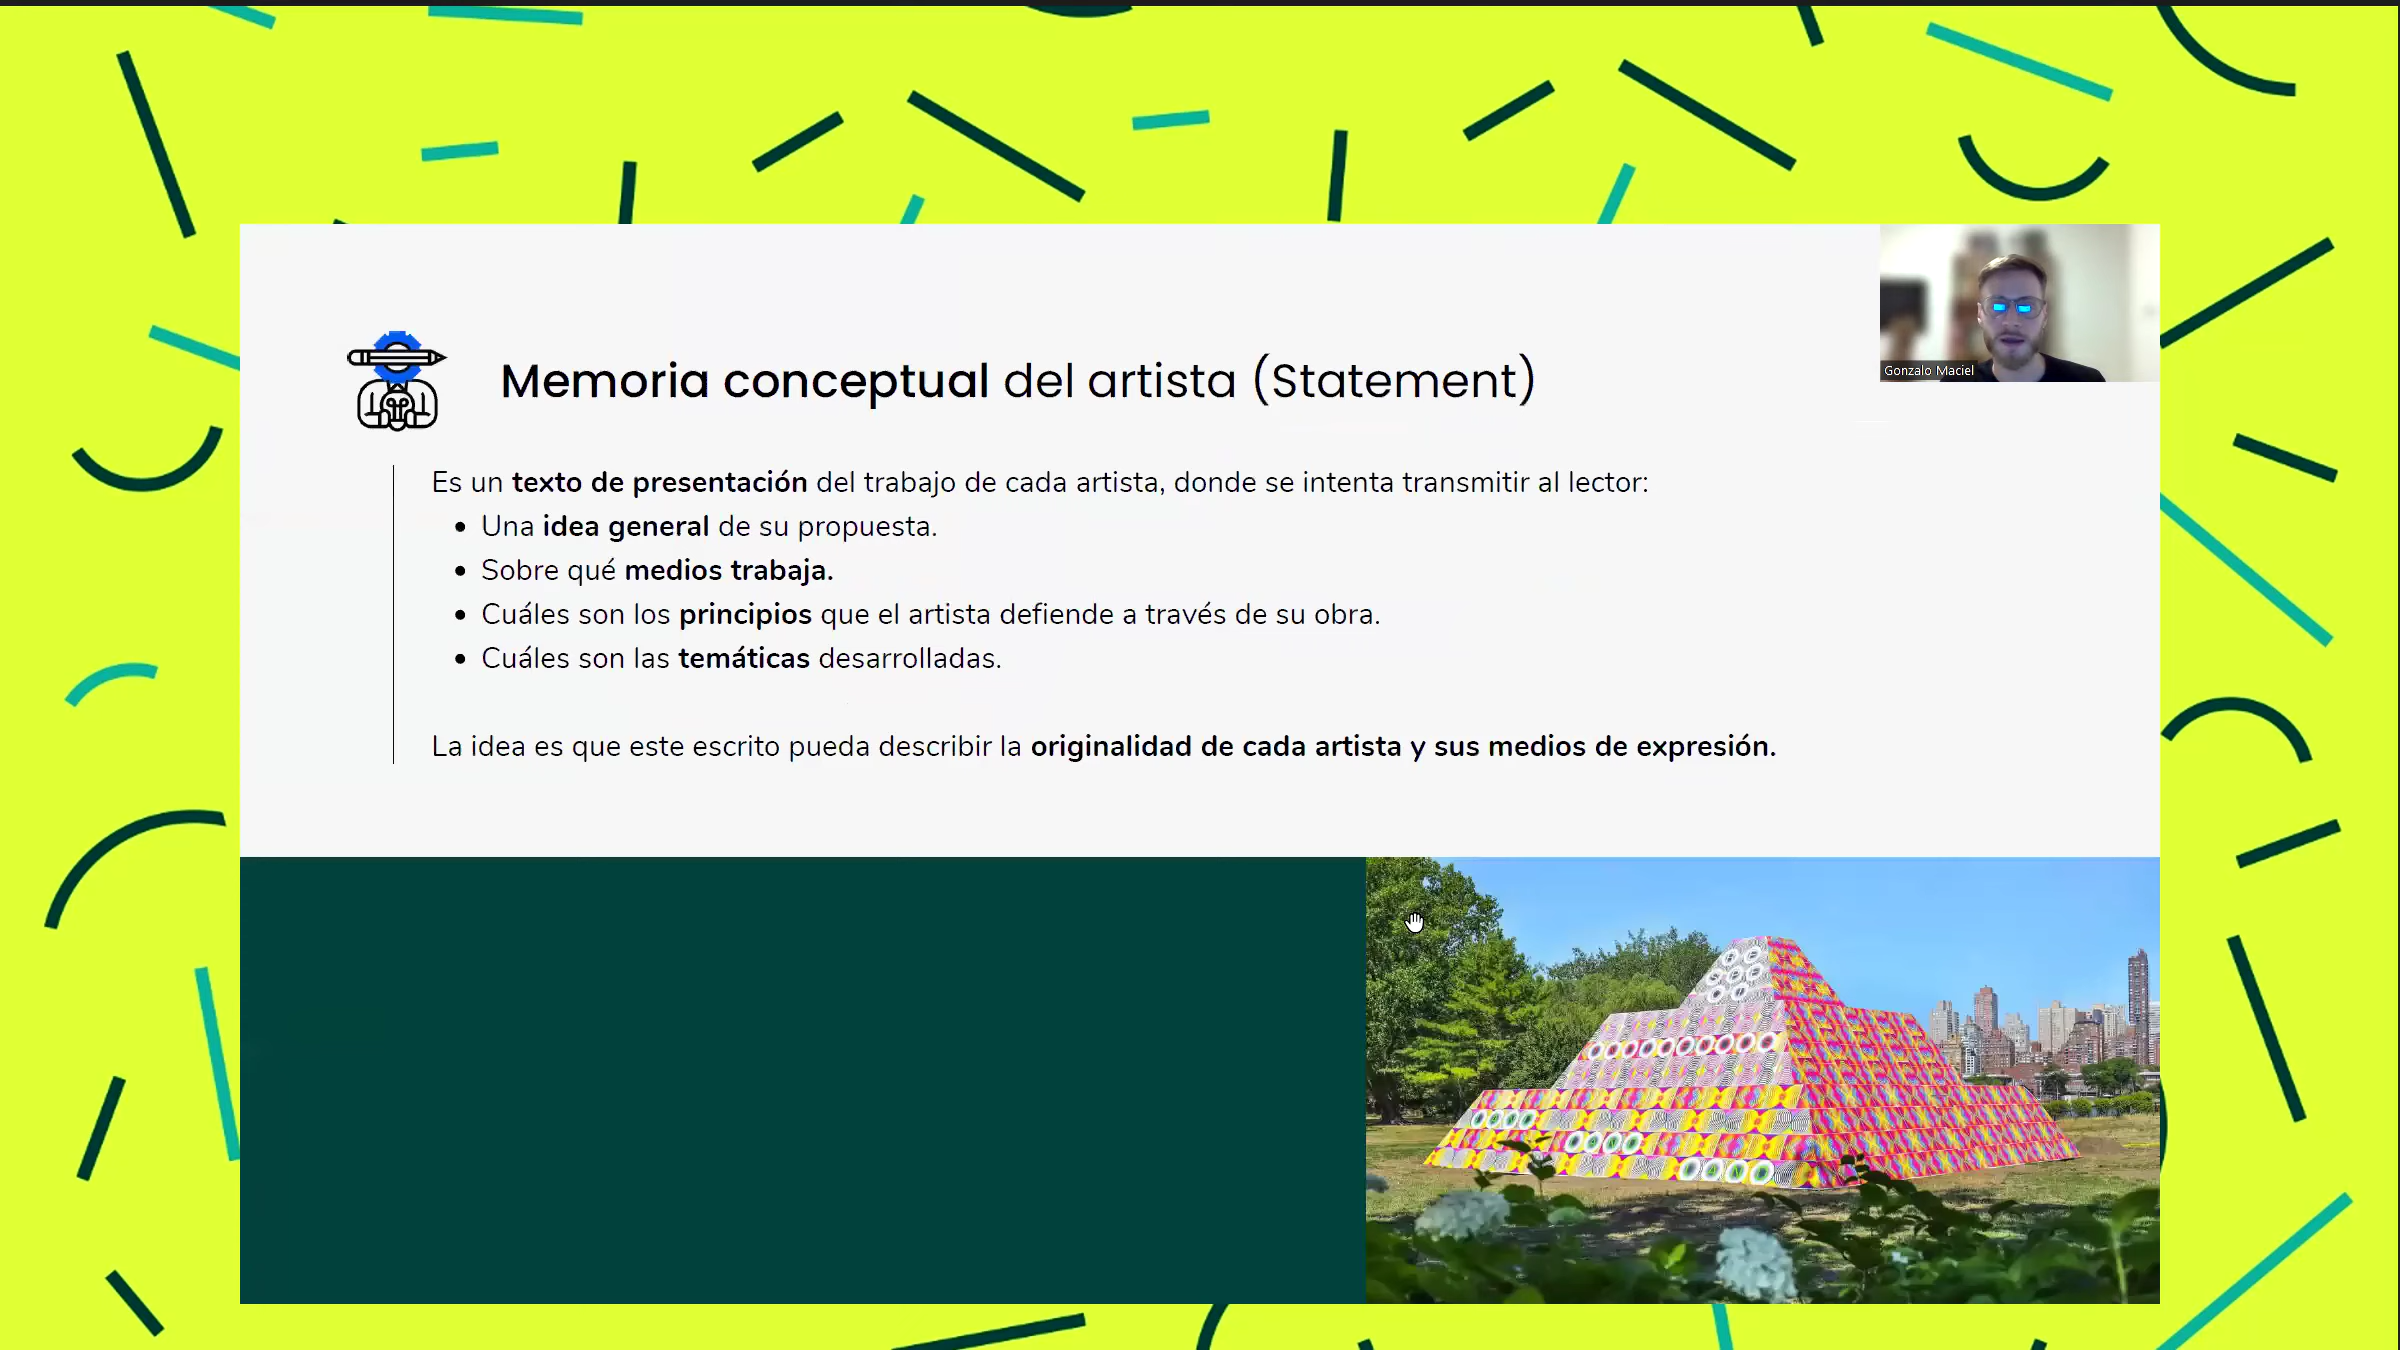 Memoria conceptual del artista (Statement)
Gonzalo Maciel
Es un texto de presentación del trabajo de cada artista, donde se intenta transmitir al lector:
• Una idea general de su propuesta.
• Sobre qué medios trabaja.
• Cuáles son los principios que el artista defiende a través de su obra.
• Cuáles son las temáticas desarrolladas.
La idea es que este escrito pueda describir la originalidad de cada artista y sus medios de expresión.